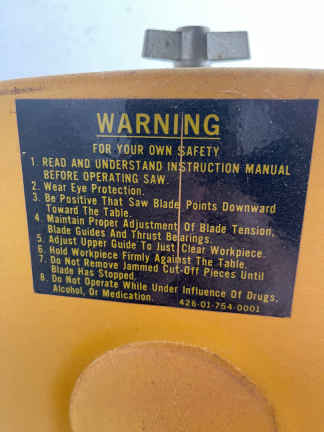 WARNING
FOR YOUR OWN SAFETY
1. READ AND UNDERSTAND INSTRUCTION MANUAL
BEFORE OPERATING SAW.
2. Wear Eye Protection.
3. Be Positive That Saw Blade Points Downward
Toward The Table.
4. Maintain Proper Adjustment Of Blade Tension,
Blade Guides And Thrust Bearings.
5. Adjust Upper Guide To Just Clear Workpiece.
6. Hold Workpiece Firmly Against The Table.
7. Do Not Remove Jammed Cut-Off Pieces Until
Blade Has Stopped.
8. Do Not Operate While Under Influence Of Drugs,
Alcohol, Or Medication.
426-01-754-0001